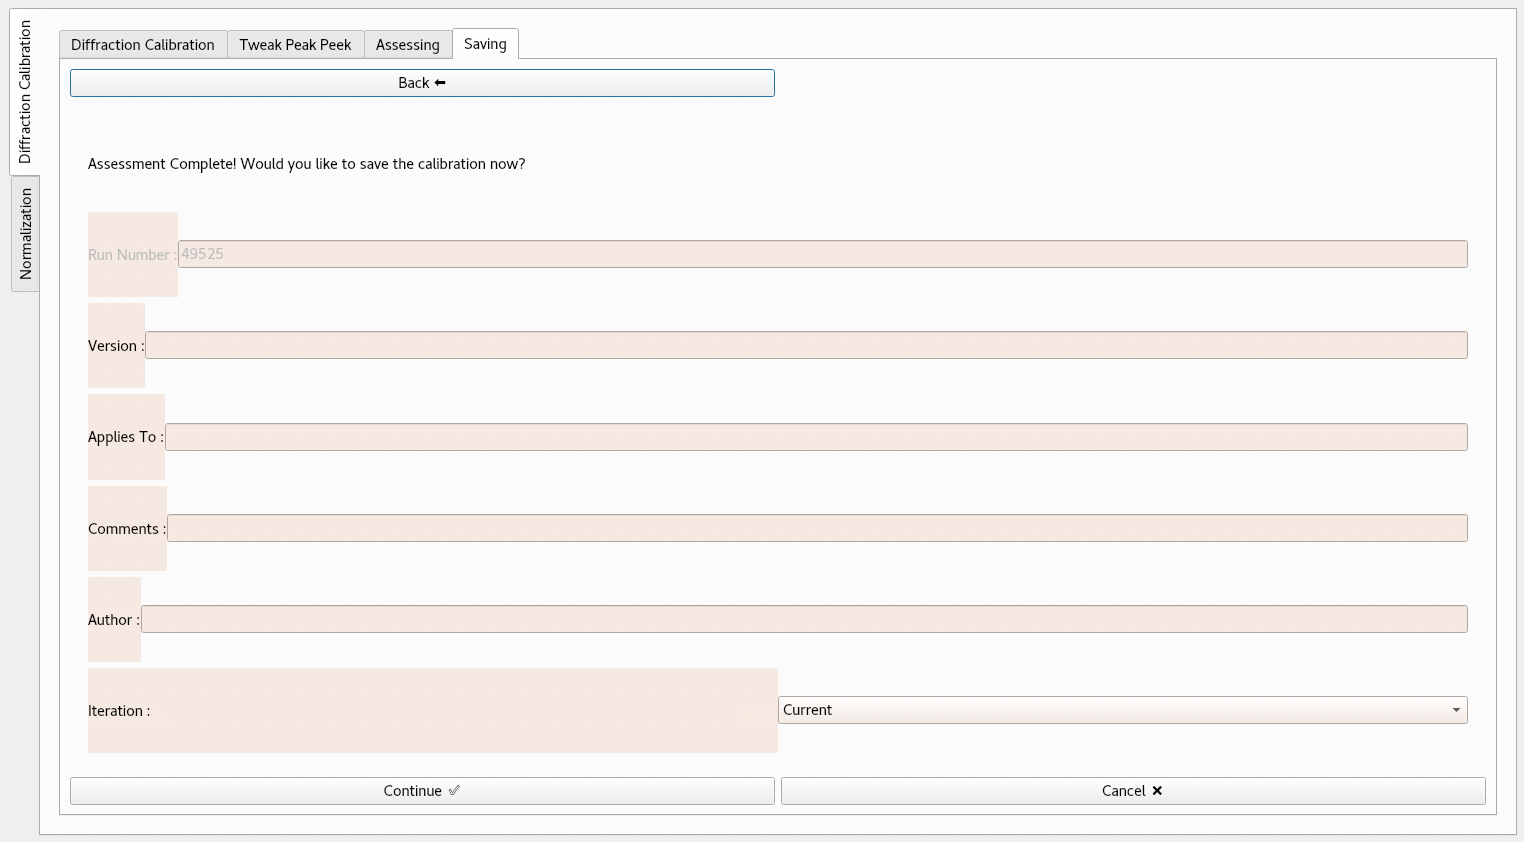 Diffraction Calibration
Normalization
Diffraction Calibration Tweak Peak Peek Assessing Saving
Back ⬅
Assessment Complete! Would you like to save the calibration now?
Run Number : 49525
Version :
Applies To :
Comments :
Author :
Iteration : Current
Continue ✅ Cancel ❌